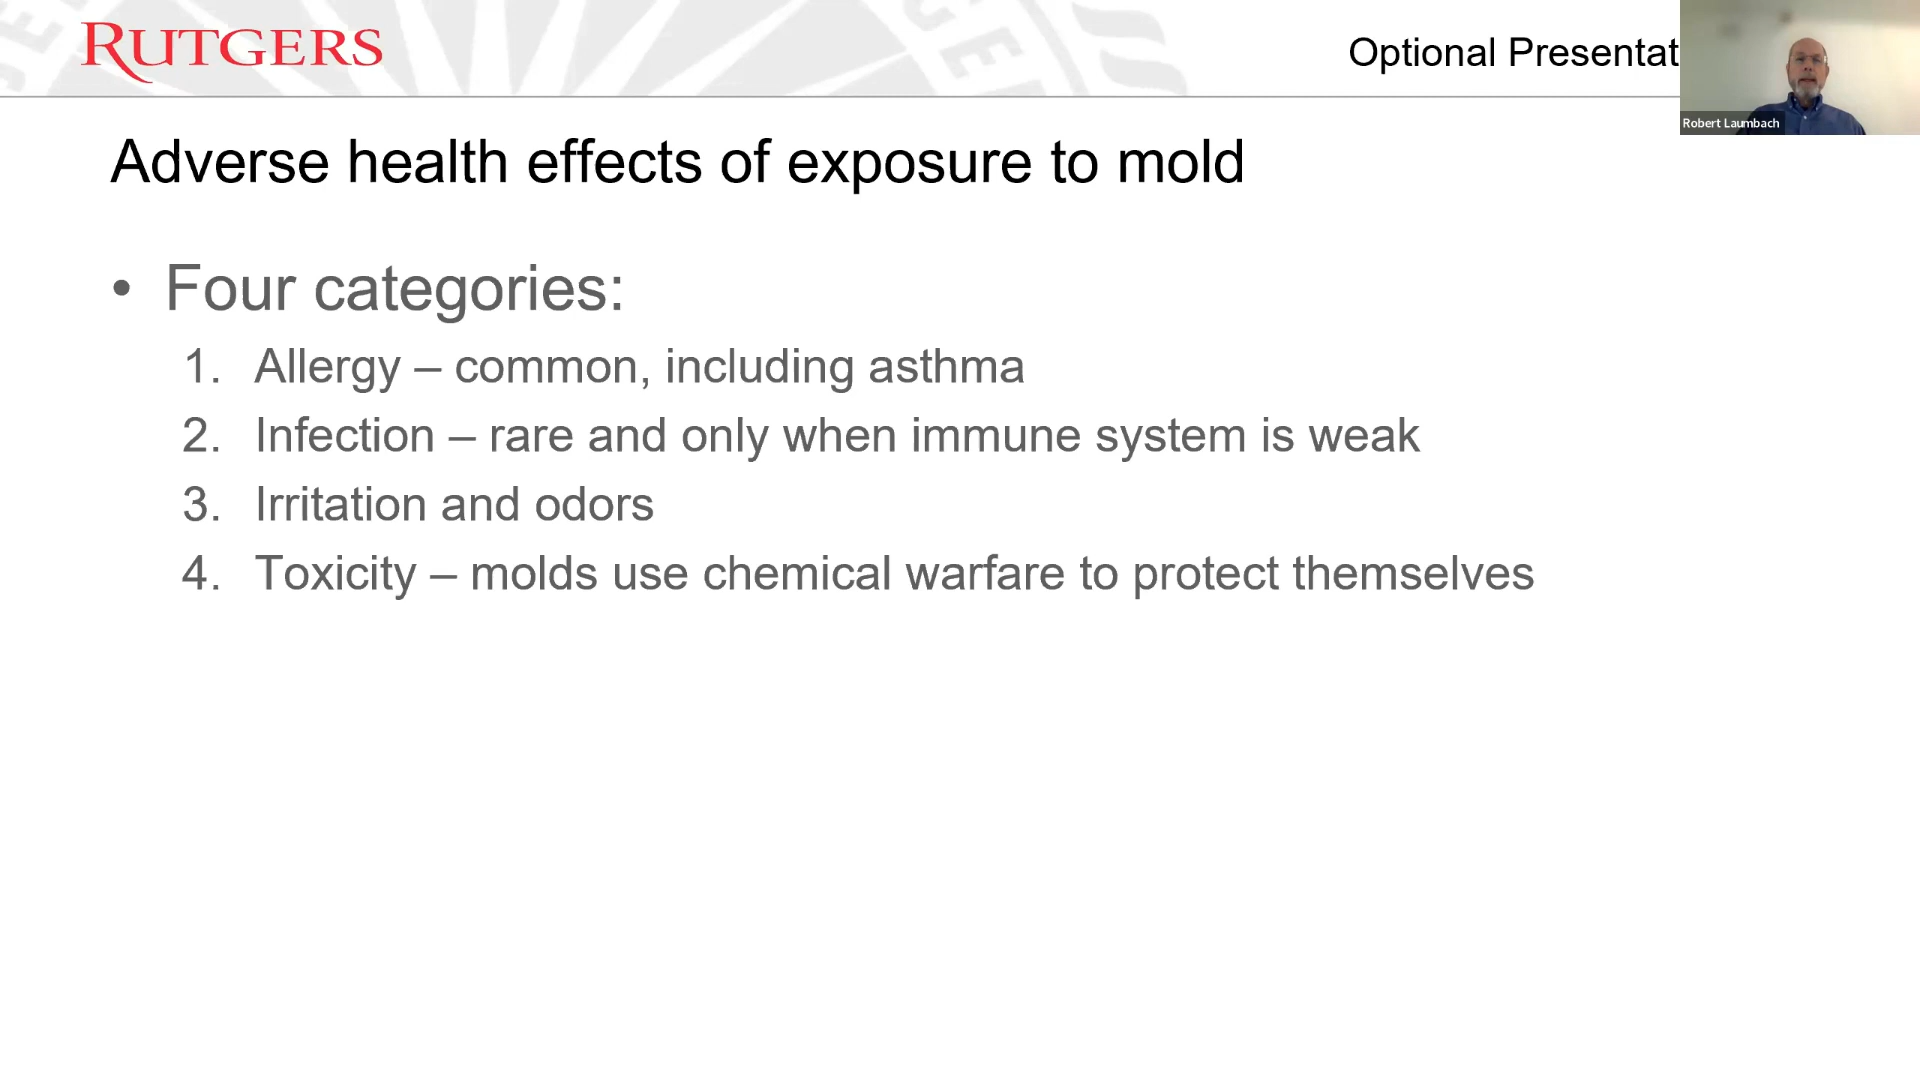 RUTGERS
Optional Presentat
Robert Laumbach
Adverse health effects of exposure to mold
• Four categories:
1. Allergy – common, including asthma
2. Infection – rare and only when immune system is weak
3. Irritation and odors
4. Toxicity – molds use chemical warfare to protect themselves